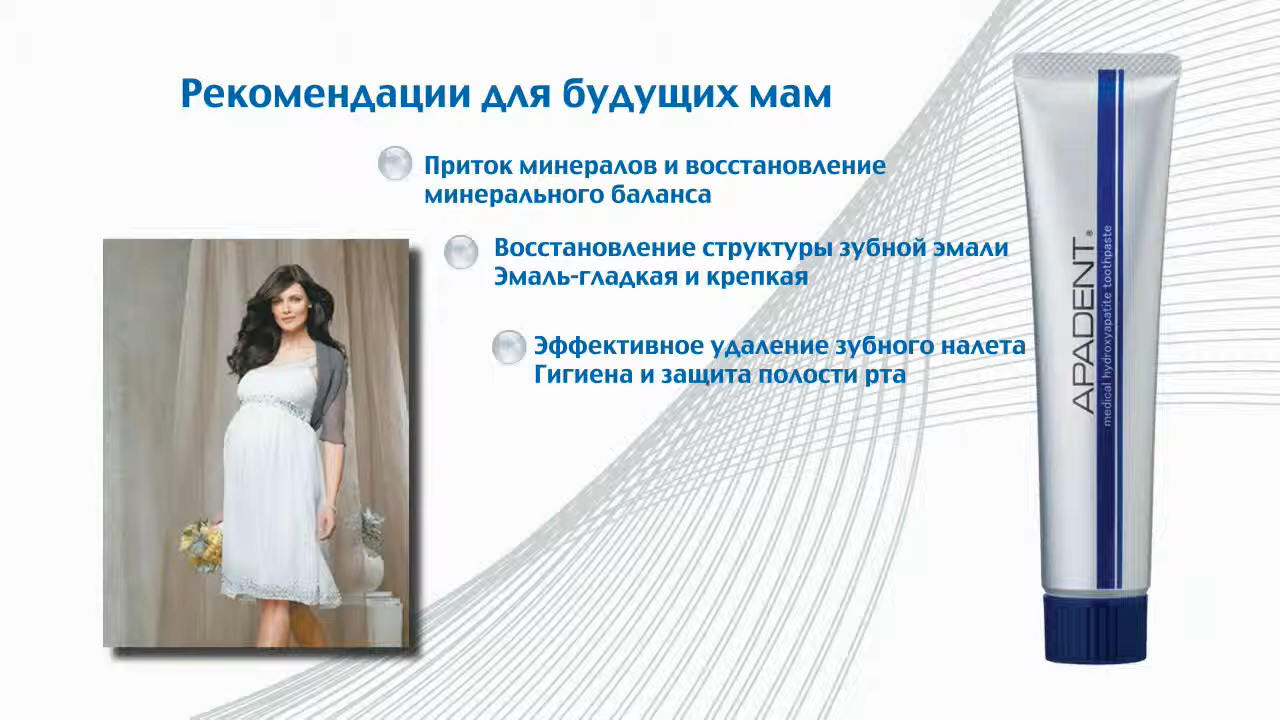 Рекомендации для будущих мам
Приток минералов и восстановление
минерального баланса
Восстановление структуры зубной эмали
Эмаль-гладкая и крепкая
Эффективное удаление зубного налета
Гигиена и защита полости рта
APADENT®
medical hydroxyapatite toothpaste